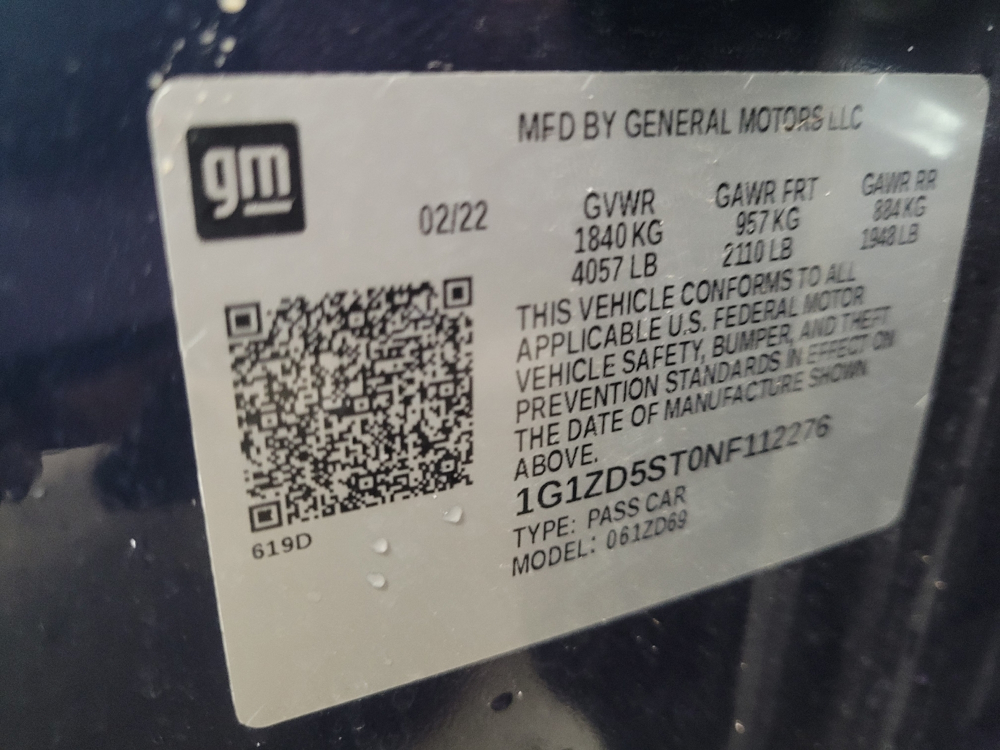 gm
MFD BY GENERAL MOTORS LLC
02/22
GVWR
1840 KG
4057 LB
GAWR FRT
957 KG
2110 LB
GAWR RR
884 KG
1948 LB
THIS VEHICLE CONFORMS TO ALL
APPLICABLE U.S. FEDERAL MOTOR
VEHICLE SAFETY, BUMPER, AND THEFT
PREVENTION STANDARDS IN EFFECT ON
THE DATE OF MANUFACTURE SHOWN
ABOVE.
1G1ZD5ST0NF112276
TYPE: PASS CAR
MODEL: 061ZD69
619D